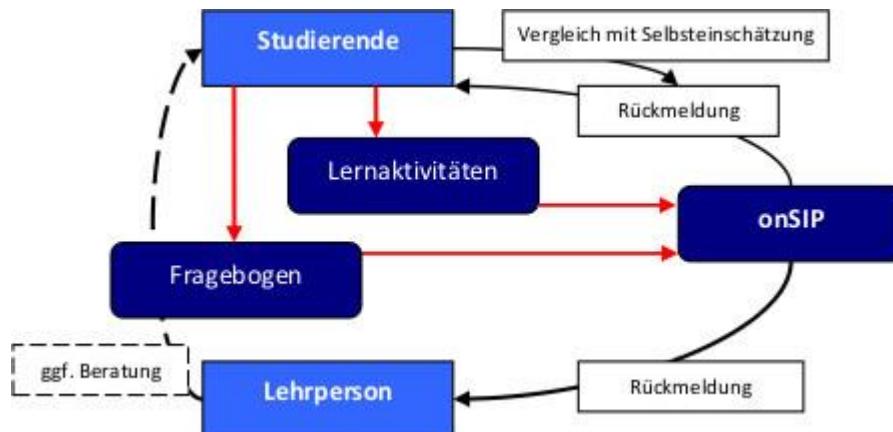 Studierende
Vergleich mit Selbsteinschätzung
Rückmeldung
Lernaktivitäten
onSIP
Fragebogen
ggf. Beratung
Lehrperson
Rückmeldung